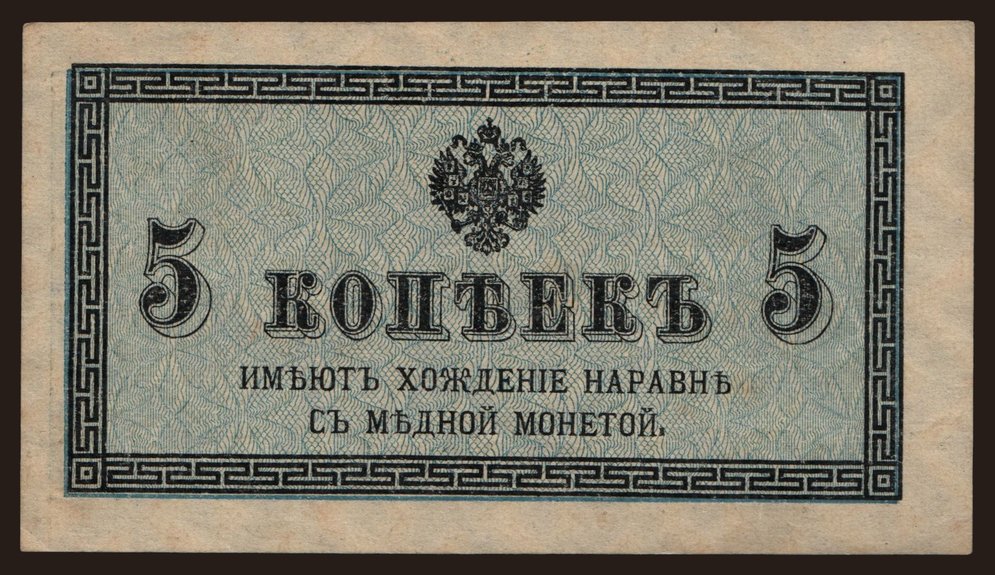 5 КОПѢЕКЪ 5
ИМѢЮТЪ ХОЖДЕНІЕ НАРАВНѢ
СЪ МѢДНОЙ МОНЕТОЙ.